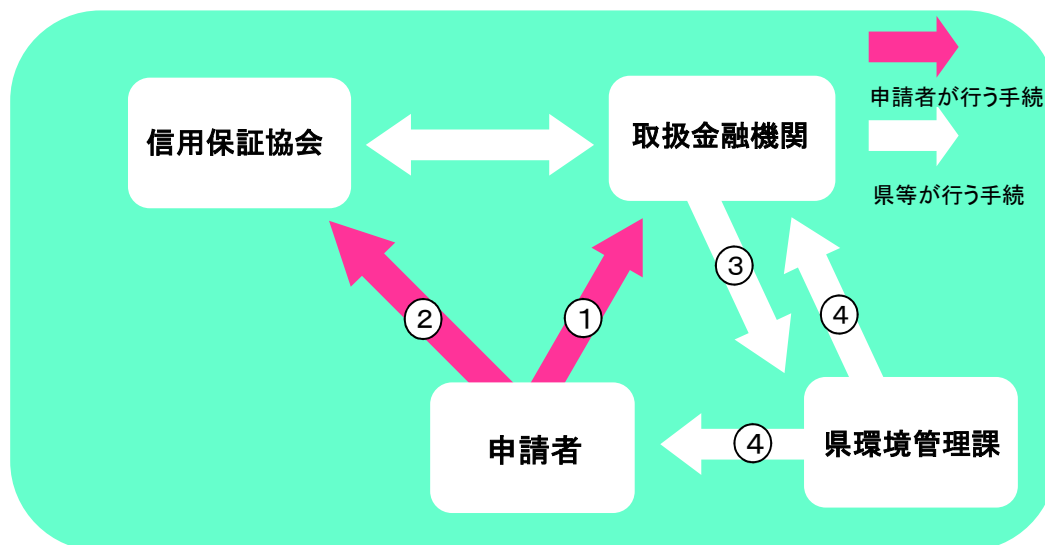 信用保証協会
取扱金融機関
申請者が行う手続
県等が行う手続
③
②
①
④
申請者
④
県環境管理課